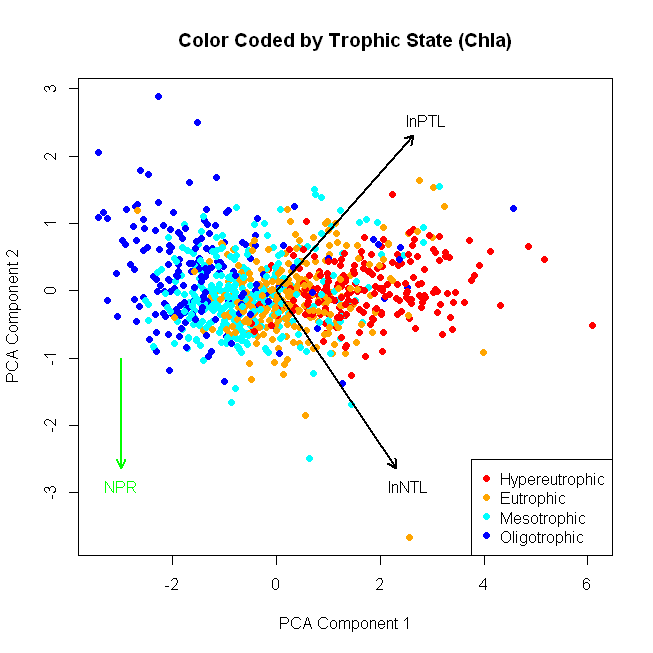 Color Coded by Trophic State (Chla)
3
2
1
0
-1
-2
-3
PCA Component 2
lnPTL
lnNTL
NPR
Hypereutrophic
Eutrophic
Mesotrophic
Oligotrophic
-2 0 2 4 6
PCA Component 1